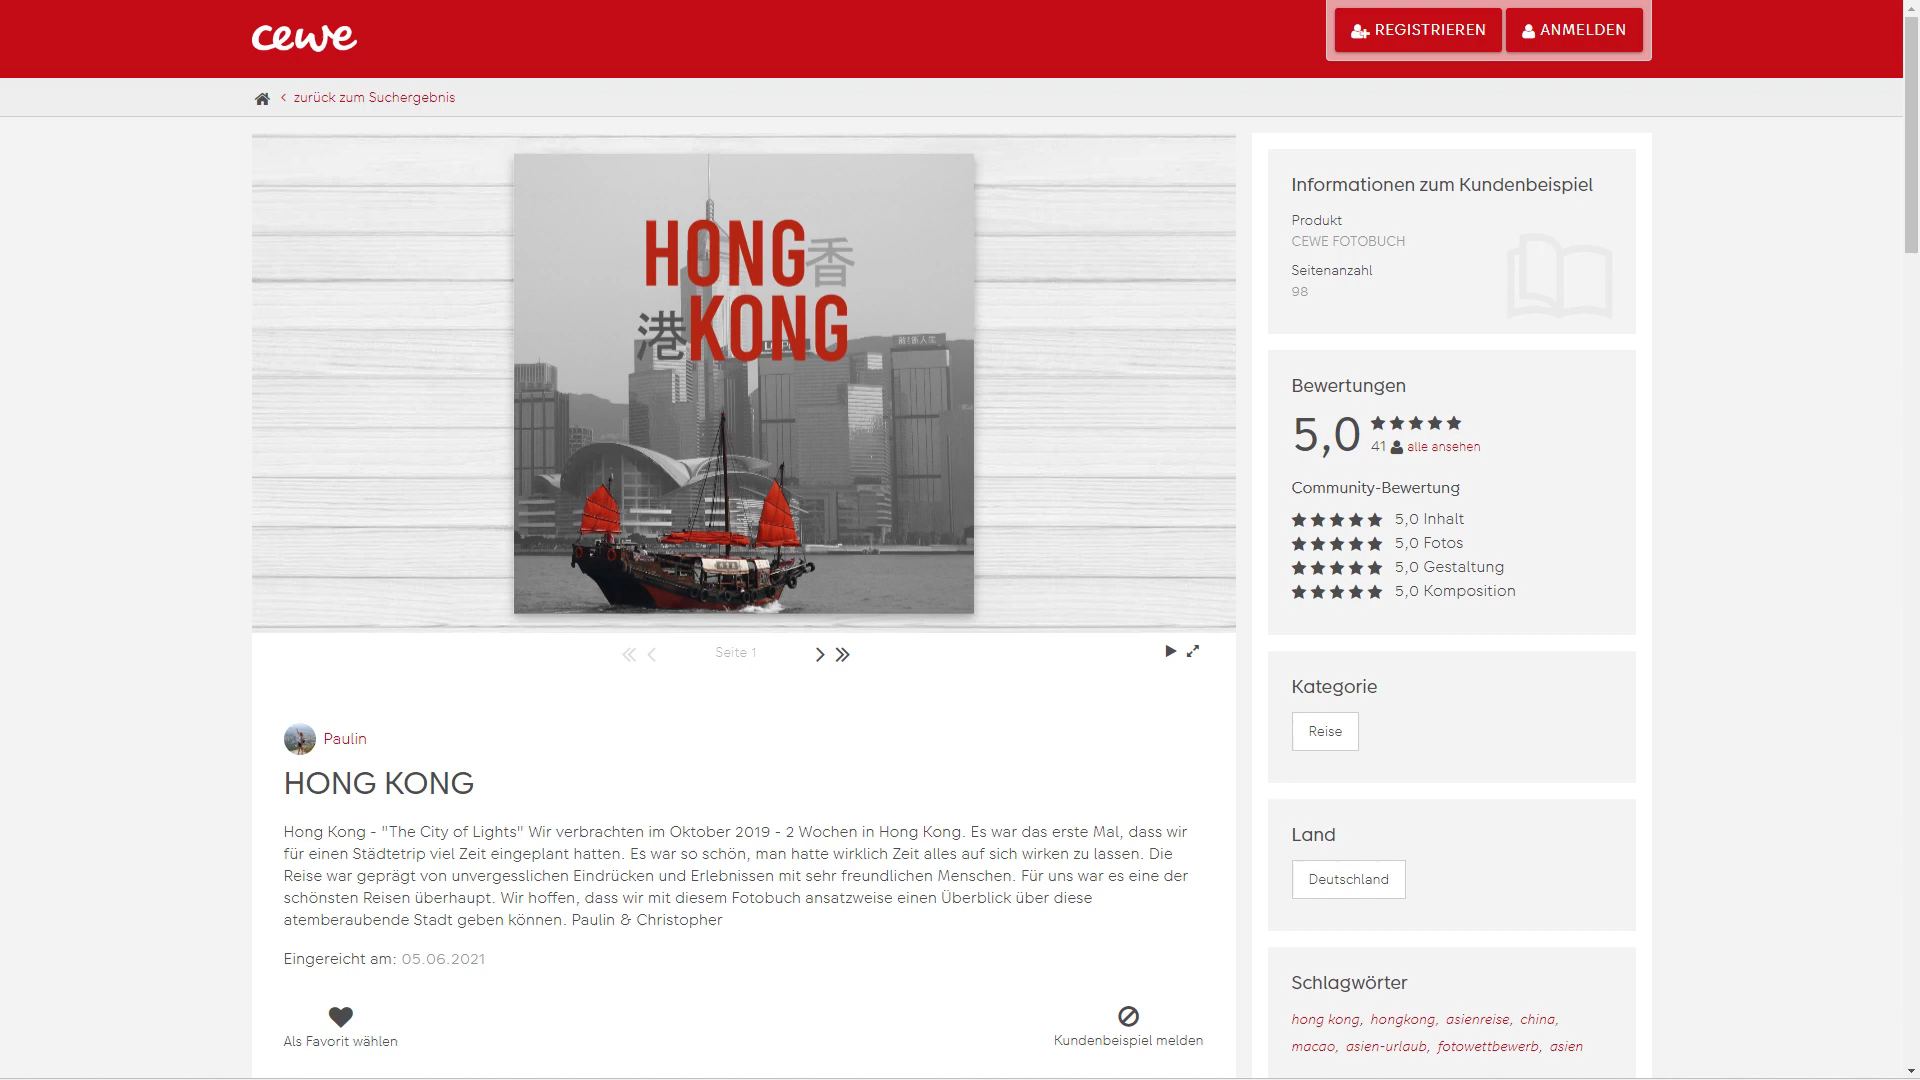 cewe
REGISTRIEREN
ANMELDEN
zurück zum Suchergebnis
HONG香
港KONG
Seite 1
Paulin
HONG KONG
Hong Kong - "The City of Lights" Wir verbrachten im Oktober 2019 - 2 Wochen in Hong Kong. Es war das erste Mal, dass wir
für einen Städtetrip viel Zeit eingeplant hatten. Es war so schön, man hatte wirklich Zeit alles auf sich wirken zu lassen. Die
Reise war geprägt von unvergesslichen Eindrücken und Erlebnissen mit sehr freundlichen Menschen. Für uns war es eine der
schönsten Reisen überhaupt. Wir hoffen, dass wir mit diesem Fotobuch ansatzweise einen Überblick über diese
atemberaubende Stadt geben können. Paulin & Christopher
Eingereicht am: 05.06.2021
Als Favorit wählen
Kundenbeispiel melden
Informationen zum Kundenbeispiel
Produkt
CEWE FOTOBUCH
Seitenanzahl
98
Bewertungen
5,0
41 alle ansehen
Community-Bewertung
5,0 Inhalt
5,0 Fotos
5,0 Gestaltung
5,0 Komposition
Kategorie
Reise
Land
Deutschland
Schlagwörter
hong kong, hongkong, asienreise, china,
macao, asien-urlaub, fotowettbewerb, asien